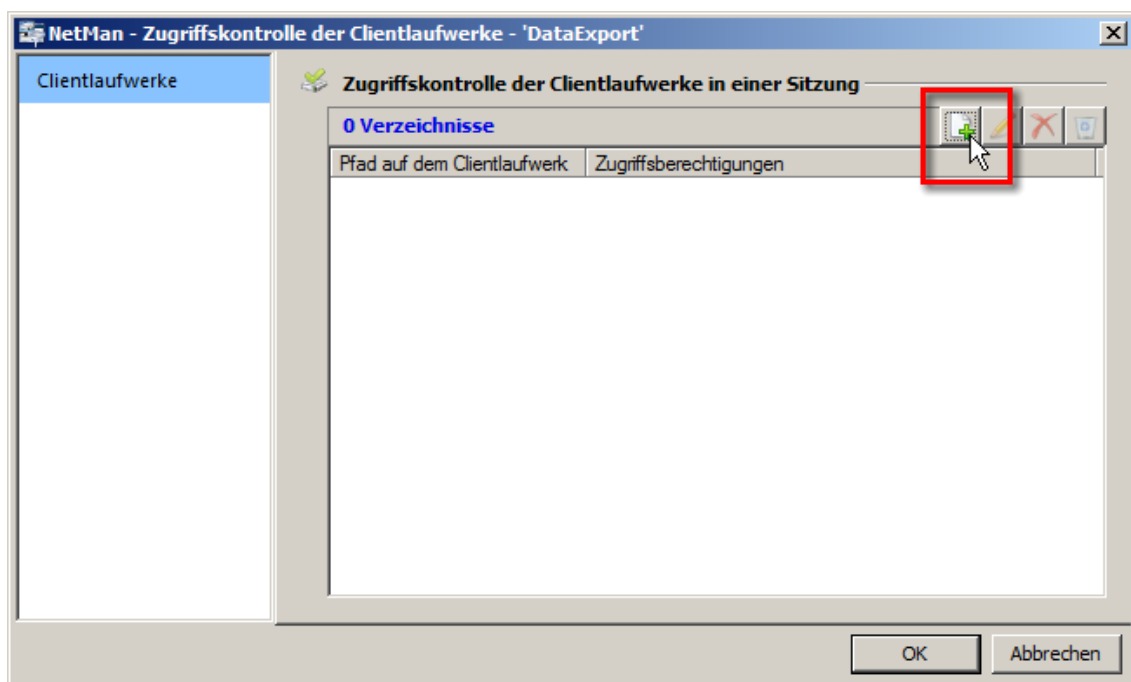 NetMan - Zugriffskontrolle der Clientlaufwerke - 'DataExport'
Clientlaufwerke
Zugriffskontrolle der Clientlaufwerke in einer Sitzung
0 Verzeichnisse
Pfad auf dem Clientlaufwerk Zugriffsberechtigungen
OK Abbrechen